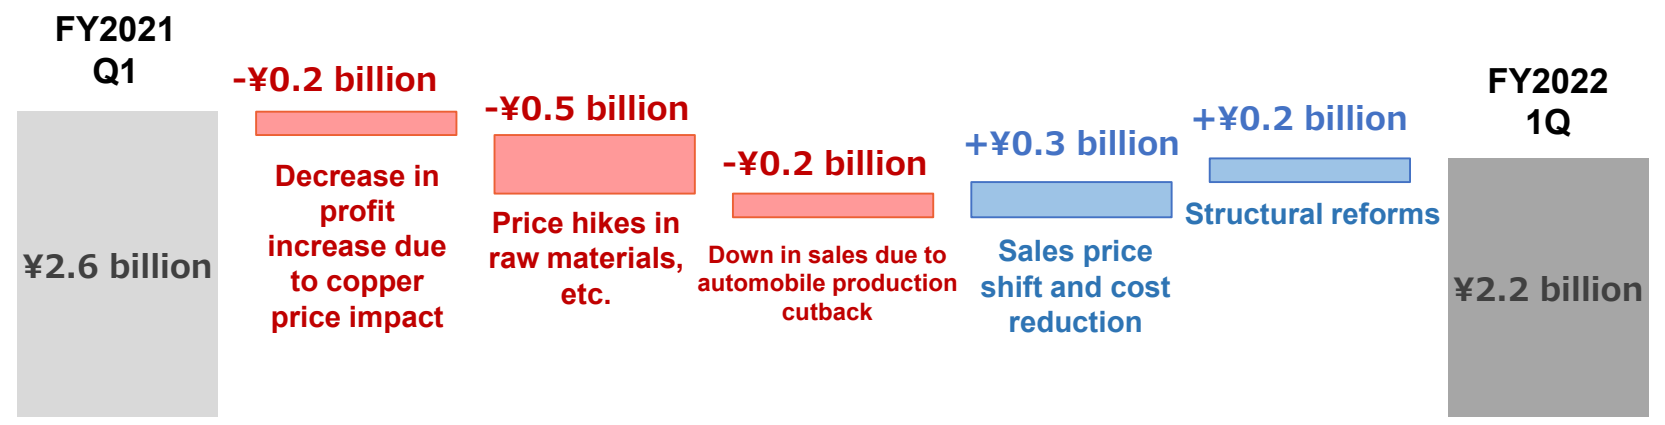 FY2021
Q1
¥2.6 billion
-¥0.2 billion
Decrease in
profit
increase due
to copper
price impact
-¥0.5 billion
Price hikes in
raw materials,
etc.
-¥0.2 billion
Down in sales due to
automobile production
cutback
+¥0.3 billion
Sales price
shift and cost
reduction
+¥0.2 billion
Structural reforms
FY2022
1Q
¥2.2 billion